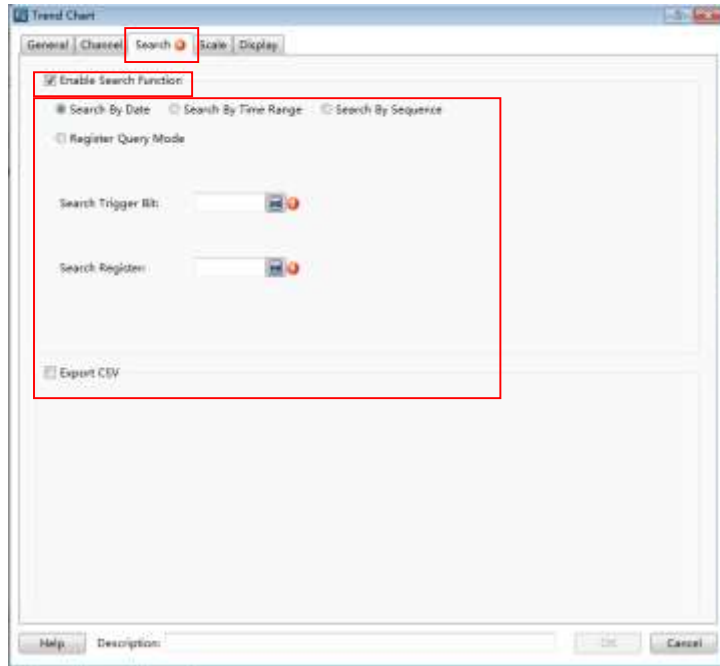 Trend Chart
General Channel Search Scale Display
Enable Search Function
Search By Date Search By Time Range Search By Sequence
Register Query Mode
Search Trigger Bit:
Search Register:
Export CSV
Help Description: OK Cancel